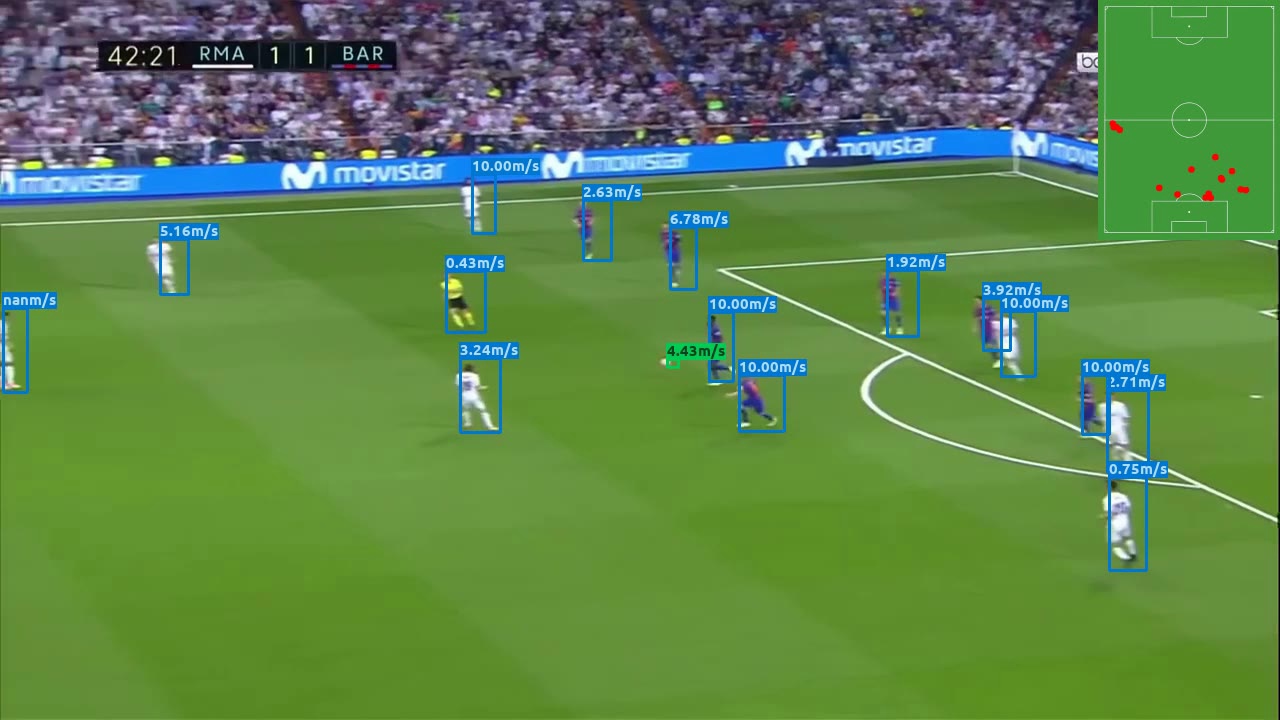 42:21 RMA 1 1 BAR
movistar movistar movistar movistar
10.00m/s
2.63m/s
6.78m/s
5.16m/s
0.43m/s
1.92m/s
nanm/s
3.92m/s
10.00m/s
10.00m/s
3.24m/s
4.43m/s
10.00m/s
10.00m/s
2.71m/s
0.75m/s